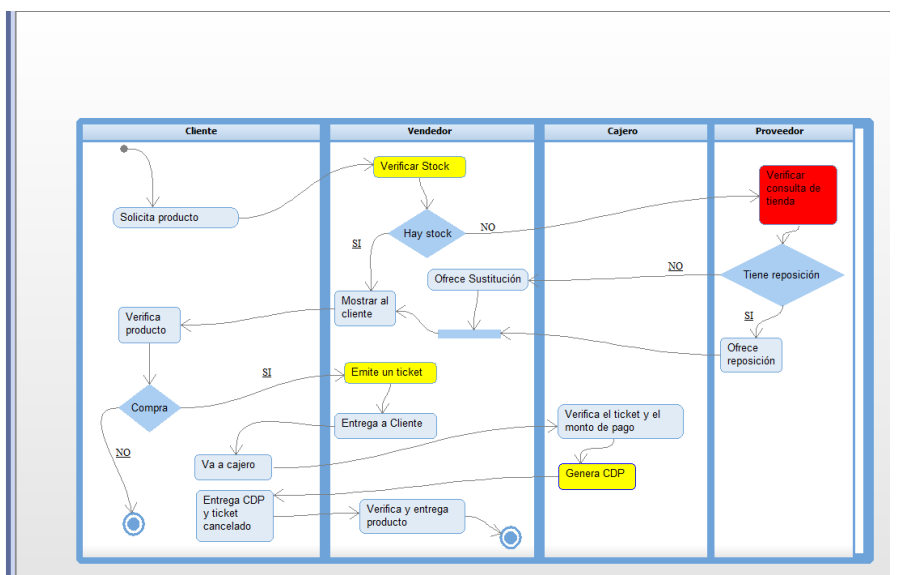 Cliente
Vendedor
Cajero
Proveedor
Verificar Stock
Verificar
consulta de
tienda
Solicita producto
Hay stock
NO
SI
Ofrece Sustitución
NO
Tiene reposición
Mostrar al
cliente
Verifica
producto
SI
Ofrece
reposición
Emite un ticket
SI
Compra
Entrega a Cliente
Verifica el ticket y el
monto de pago
NO
Va a cajero
Genera CDP
Entrega CDP
y ticket
cancelado
Verifica y entrega
producto